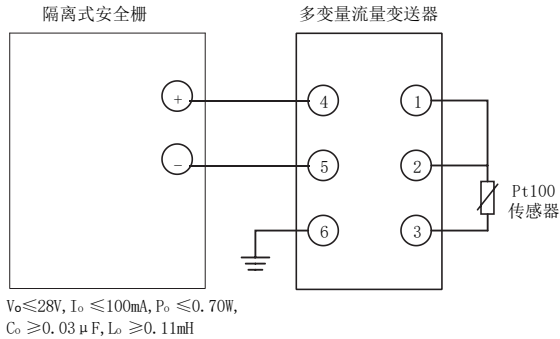 隔离式安全栅
多变量流量变送器
+
4
1
-
5
2
Pt100
传感器
6
3
Vo≤28V,Io ≤100mA,Po ≤0.70W,
Co ≥0.03μF,Lo ≥0.11mH